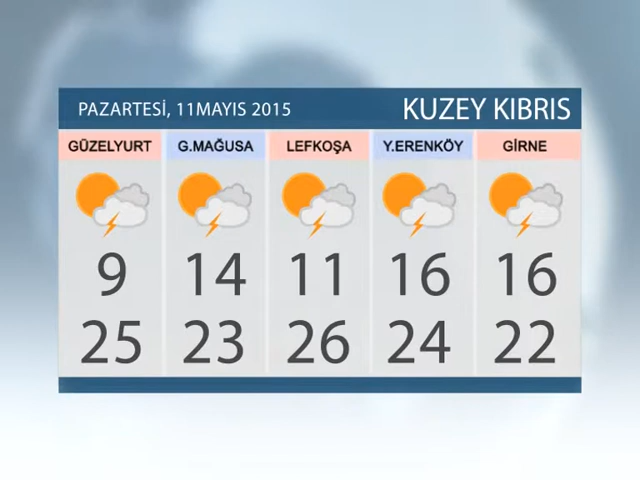 PAZARTESİ, 11MAYIS 2015 KUZEY KIBRIS
GÜZELYURT G.MAĞUSA LEFKOŞA Y.ERENKÖY GİRNE
9 14 11 16 16
25 23 26 24 22